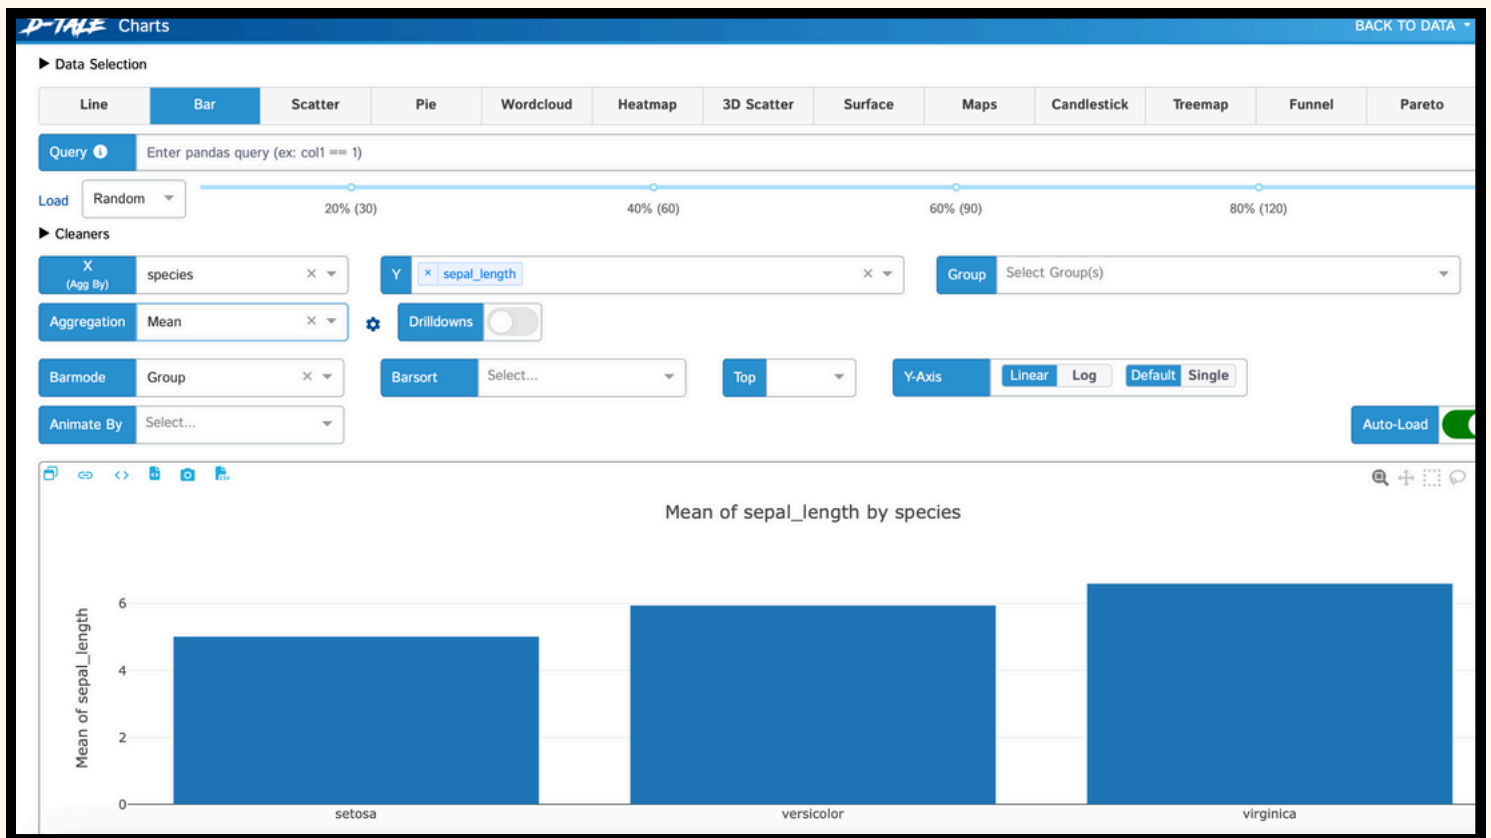 D-TALE Charts BACK TO DATA
Data Selection
Line Bar Scatter Pie Wordcloud Heatmap 3D Scatter Surface Maps Candlestick Treemap Funnel Pareto
Query Enter pandas query (ex: col1 == 1)
Load Random 20% (30) 40% (60) 60% (90) 80% (120)
Cleaners
X (Agg By) species Y × sepal_length Group Select Group(s)
Aggregation Mean Drilldowns
Barmode Group Barsort Select... Top Y-Axis Linear Log Default Single
Animate By Select... Auto-Load
Mean of sepal_length by species
Mean of sepal_length
6
4
2
0
setosa versicolor virginica